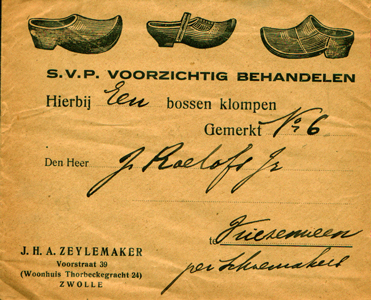 S.V.P. VOORZICHTIG BEHANDELEN
Hierbij Een bossen klompen
Gemerkt No 6
Den Heer J. Roelofs Jr
te Friezenveen
per Schoemakers
J. H. A. ZEYLEMAKER
Voorstraat 39
(Woonhuis Thorbeckegracht 24)
ZWOLLE